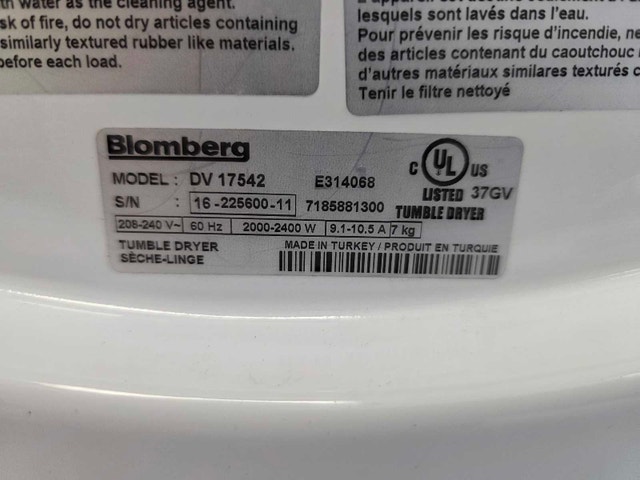 th water as the cleaning agent.
sk of fire, do not dry articles containing
similarly textured rubber like materials.
before each load.
lesquels sont lavés dans l'eau.
Pour prévenir les risque d'incendie, ne
des articles contenant du caoutchouc
d'autres matériaux similaires texturés c
Tenir le filtre nettoyé
Blomberg
MODEL : DV 17542 E314068
S/N : 16-225600-11 7185881300
C UL US
LISTED 37GV
TUMBLE DRYER
208-240 V~ 60 Hz 2000-2400 W 9.1-10.5 A 7 kg
TUMBLE DRYER
SÈCHE-LINGE
MADE IN TURKEY / PRODUIT EN TURQUIE